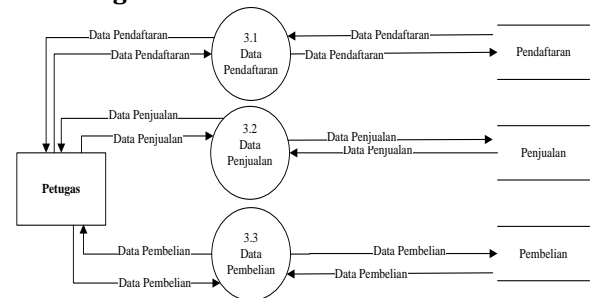 Data Pendaftaran
Data Pendaftaran
3.1
Data
Pendaftaran
Data Pendaftaran
Data Pendaftaran
Pendaftaran
Data Penjualan
Data Penjualan
3.2
Data
Penjualan
Data Penjualan
Data Penjualan
Penjualan
Petugas
Data Pembelian
Data Pembelian
3.3
Data
Pembelian
Data Pembelian
Data Pembelian
Pembelian